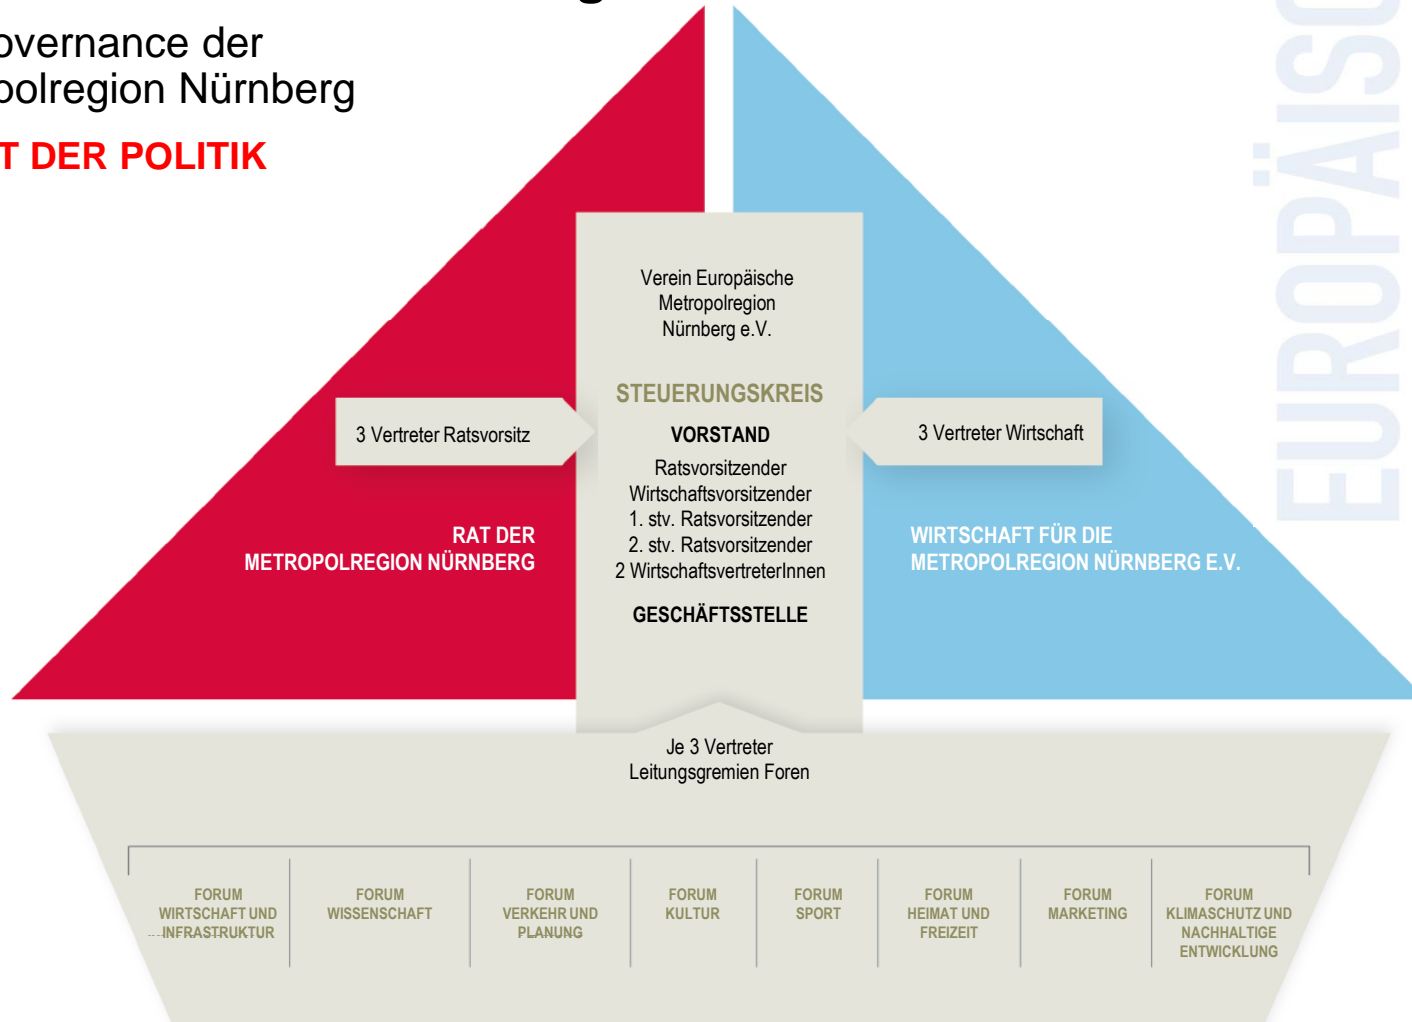 overnance der
polregion Nürnberg
T DER POLITIK
EUROPÄISC
Verein Europäische
Metropolregion
Nürnberg e.V.
STEUERUNGSKREIS
3 Vertreter Ratsvorsitz
VORSTAND
3 Vertreter Wirtschaft
Ratsvorsitzender
Wirtschaftsvorsitzender
1. stv. Ratsvorsitzender
2. stv. Ratsvorsitzender
2 WirtschaftsvertreterInnen
RAT DER
METROPOLREGION NÜRNBERG
WIRTSCHAFT FÜR DIE
METROPOLREGION NÜRNBERG E.V.
GESCHÄFTSSTELLE
Je 3 Vertreter
Leitungsgremien Foren
FORUM
WIRTSCHAFT UND
INFRASTRUKTUR
FORUM
WISSENSCHAFT
FORUM
VERKEHR UND
PLANUNG
FORUM
KULTUR
FORUM
SPORT
FORUM
HEIMAT UND
FREIZEIT
FORUM
MARKETING
FORUM
KLIMASCHUTZ UND
NACHHALTIGE
ENTWICKLUNG